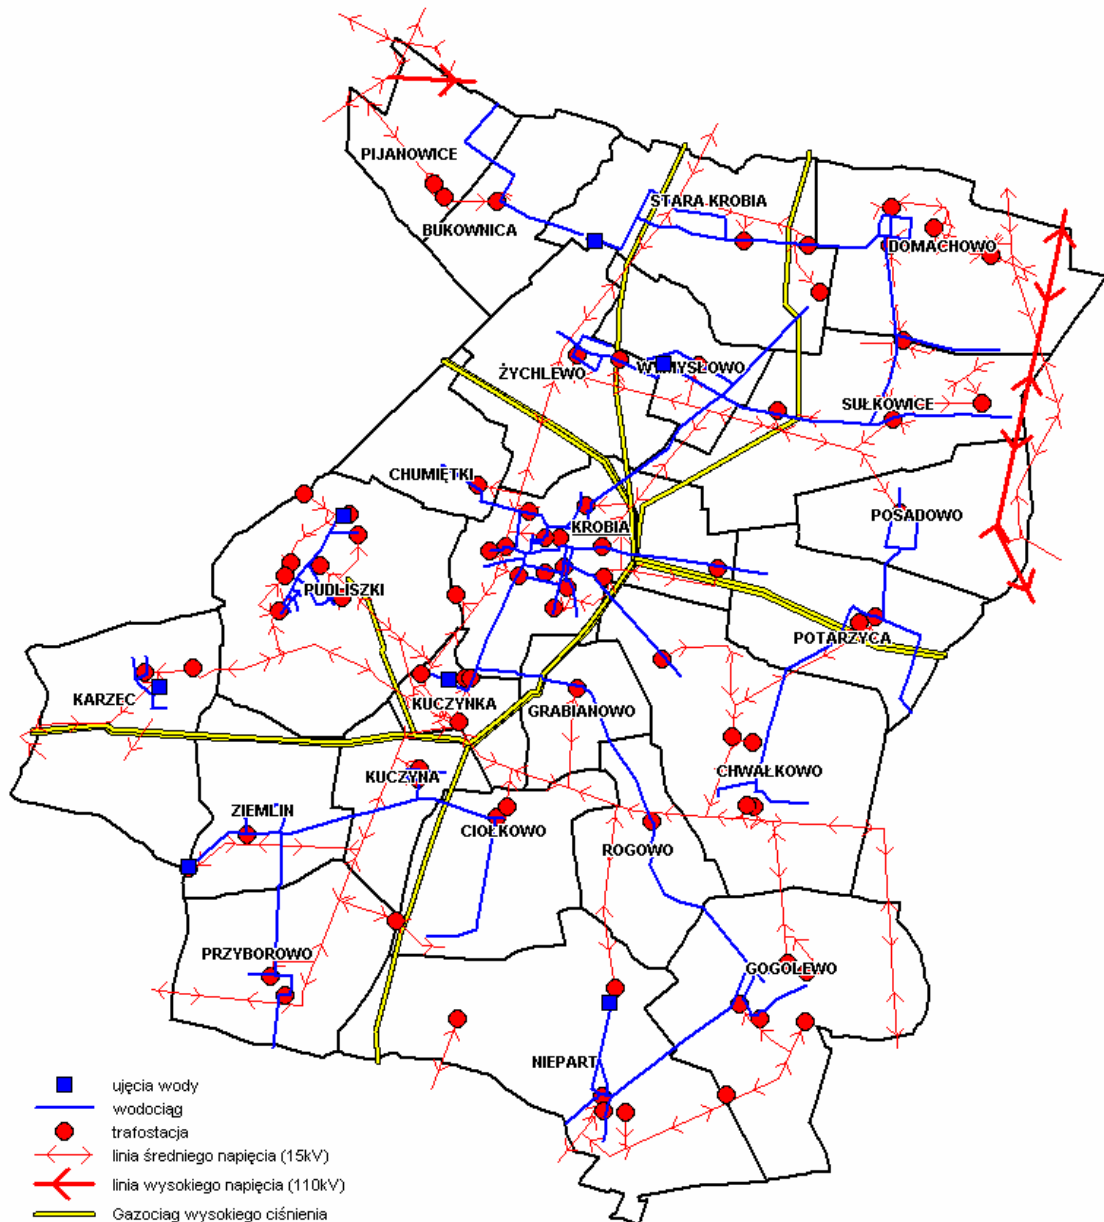 PIJANOWICE
STARA KROBIA
BUKOWNICA
DOMACHOWO
WYMYSŁOWO
ŻYCHLEWO
SUŁKOWICE
CHUMIĘTKI
POSADOWO
KROBIA
PUDLISZKI
POTARZYCA
KARZEC
KUCZYNKA
GRABIANOWO
CHWAŁKOWO
KUCZYNA
ZIEMLIN
CIOŁKOWO
ROGOWO
PRZYBOROWO
GOGOLEWO
NIEPART
ujęcia wody
wodociąg
trafostacja
linia średniego napięcia (15kV)
linia wysokiego napięcia (110kV)
Gazociąg wysokiego ciśnienia